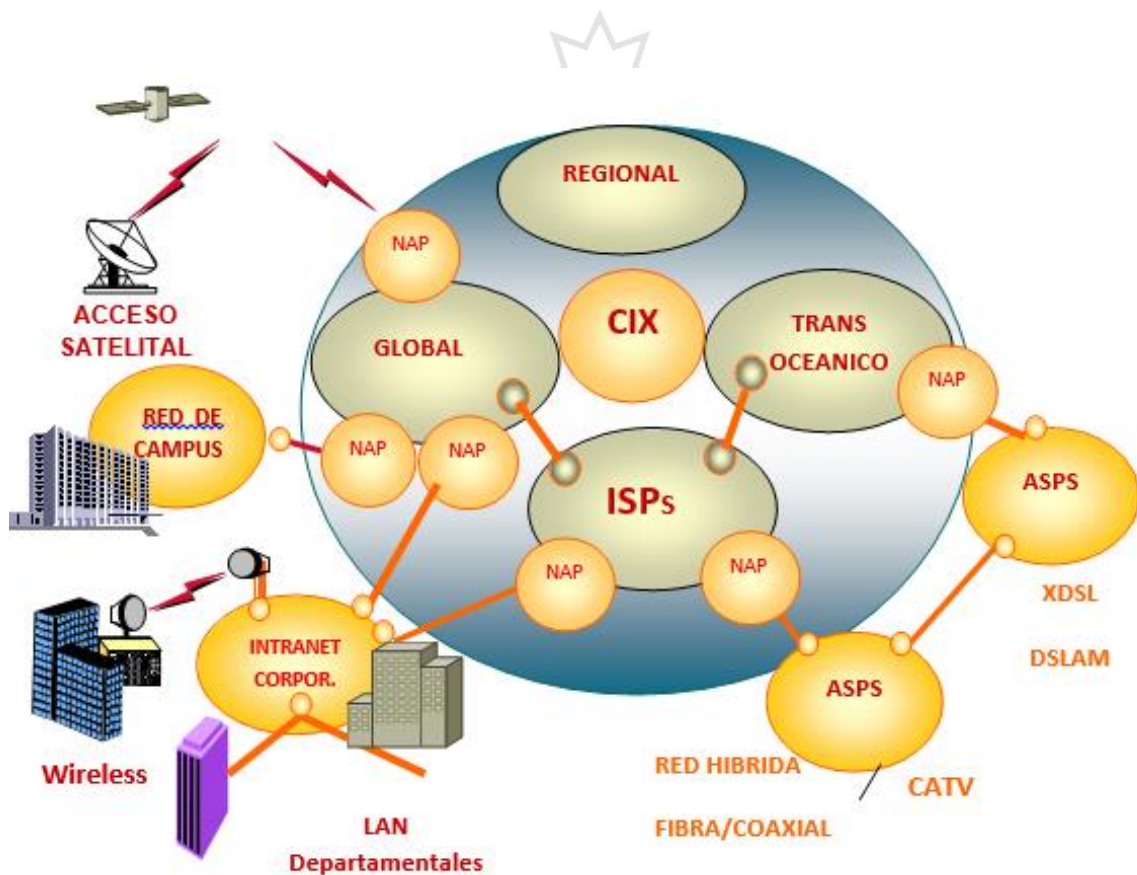 REGIONAL
NAP
CIX
TRANS
OCEANICO
GLOBAL
NAP
ACCESO
SATELITAL
RED DE
CAMPUS
NAP
NAP
ISPs
ASPS
NAP
NAP
XDSL
DSLAM
INTRANET
CORPOR.
ASPS
Wireless
RED HIBRIDA
CATV
FIBRA/COAXIAL
LAN
Departamentales